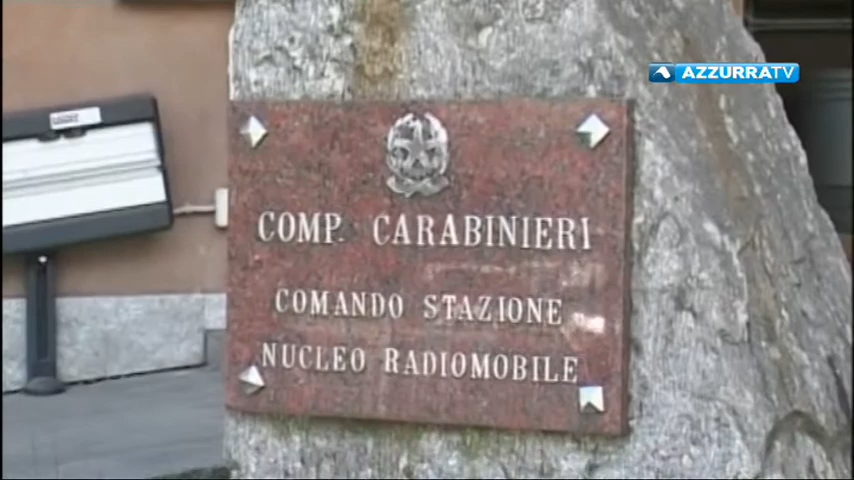 AZZURRATV
COMP. CARABINIERI
COMANDO STAZIONE
NUCLEO RADIOMOBILE